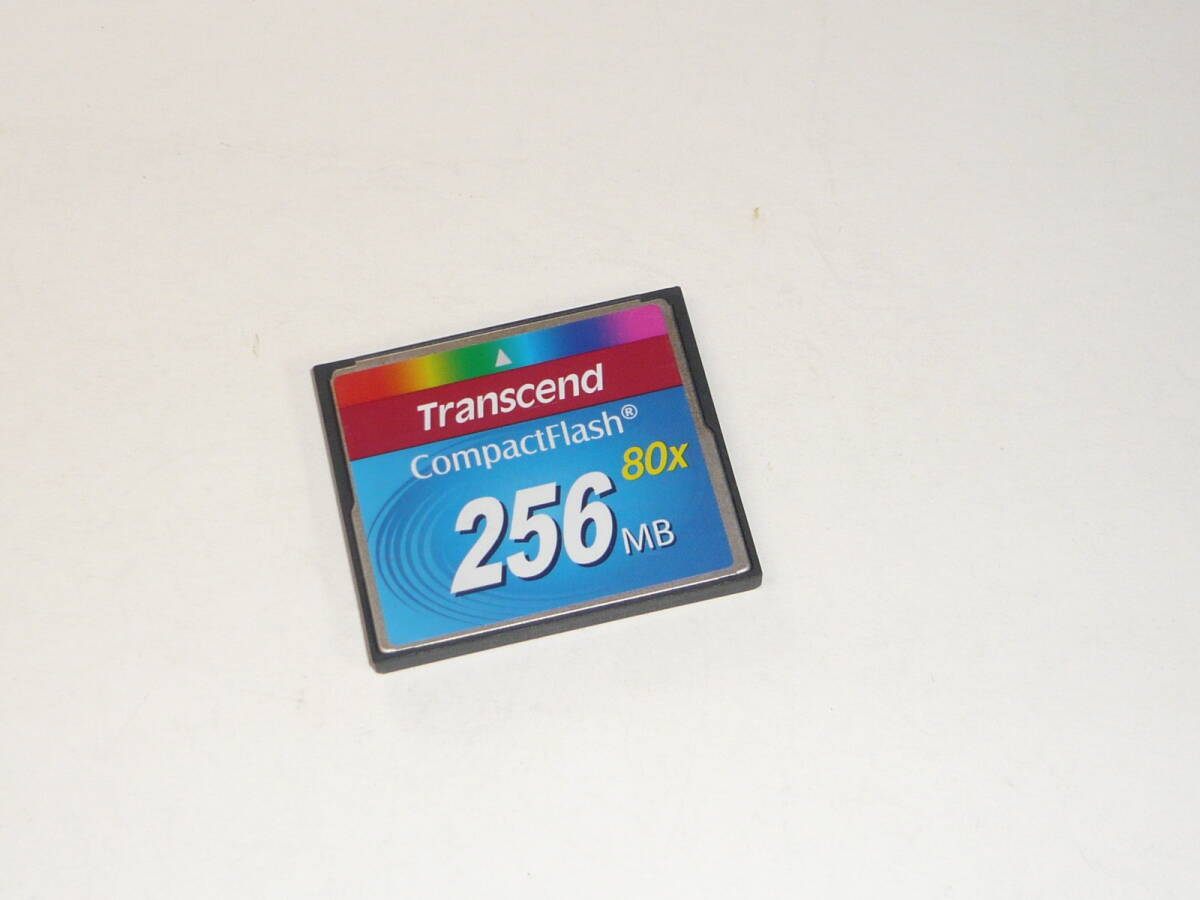 Transcend
CompactFlash®
80x
256MB